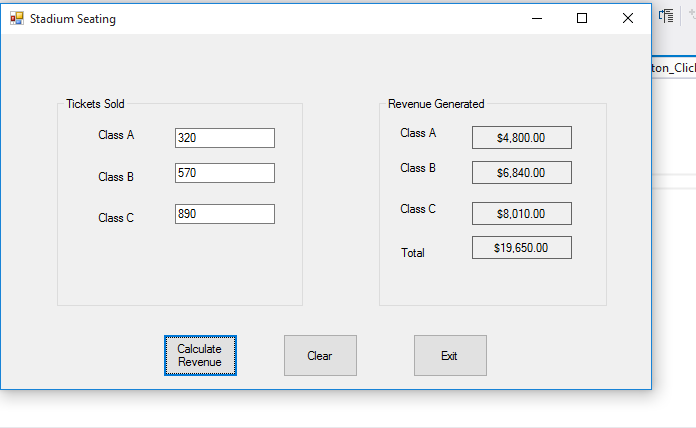 Stadium Seating
ton_Clic
Tickets Sold
Class A 320
Class B 570
Class C 890
Revenue Generated
Class A $4,800.00
Class B $6,840.00
Class C $8,010.00
Total $19,650.00
Calculate
Revenue
Clear
Exit